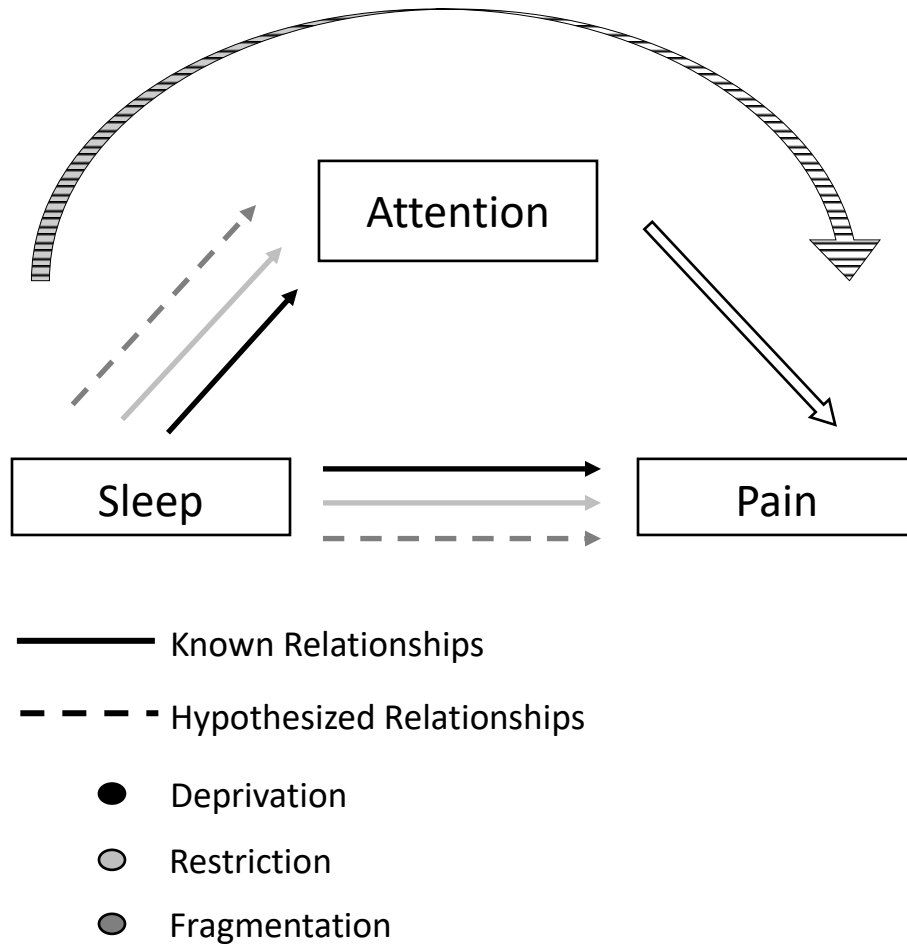 Attention
Sleep
Pain
Known Relationships
Hypothesized Relationships
Deprivation
Restriction
Fragmentation